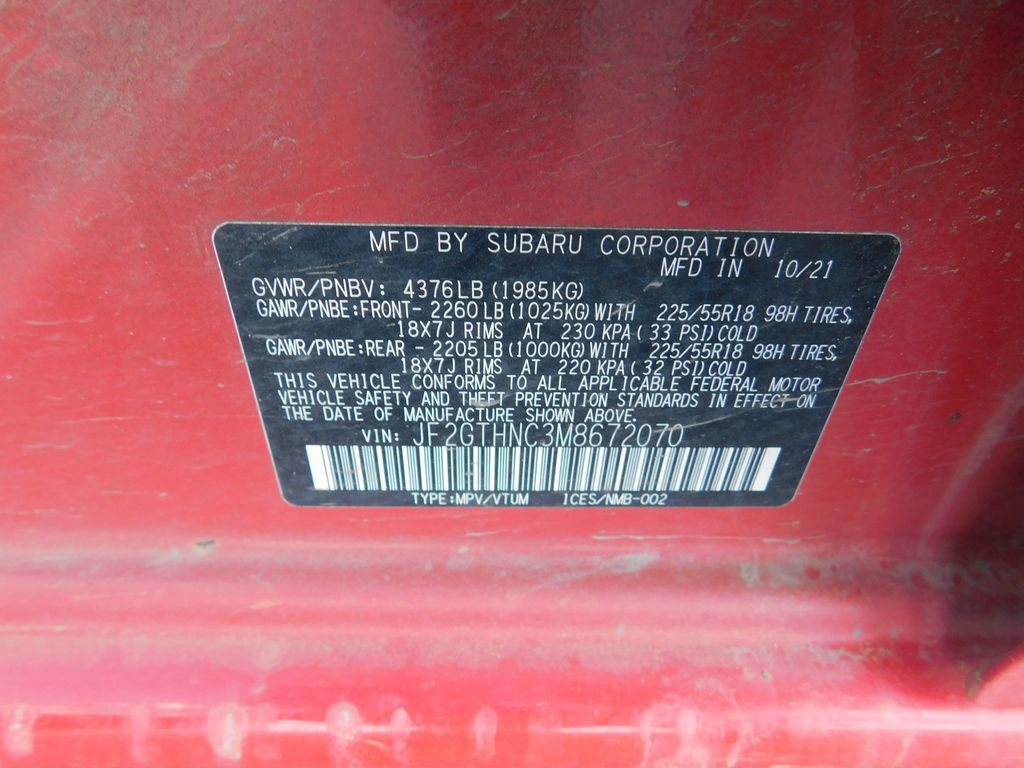 MFD BY SUBARU CORPORATION
MFD IN 10/21
GVWR/PNBV: 4376LB (1985KG)
GAWR/PNBE:FRONT- 2260LB (1025KG) WITH 225/55R18 98H TIRES,
18X7J RIMS AT 230 KPA (33 PSI) COLD
GAWR/PNBE:REAR - 2205LB (1000KG) WITH 225/55R18 98H TIRES,
18X7J RIMS AT 220 KPA (32 PSI) COLD
THIS VEHICLE CONFORMS TO ALL APPLICABLE FEDERAL MOTOR
VEHICLE SAFETY AND THEFT PREVENTION STANDARDS IN EFFECT ON
THE DATE OF MANUFACTURE SHOWN ABOVE.
VIN: JF2GTHNC3M8672070
TYPE:MPV/VTUM ICES/NMB-002